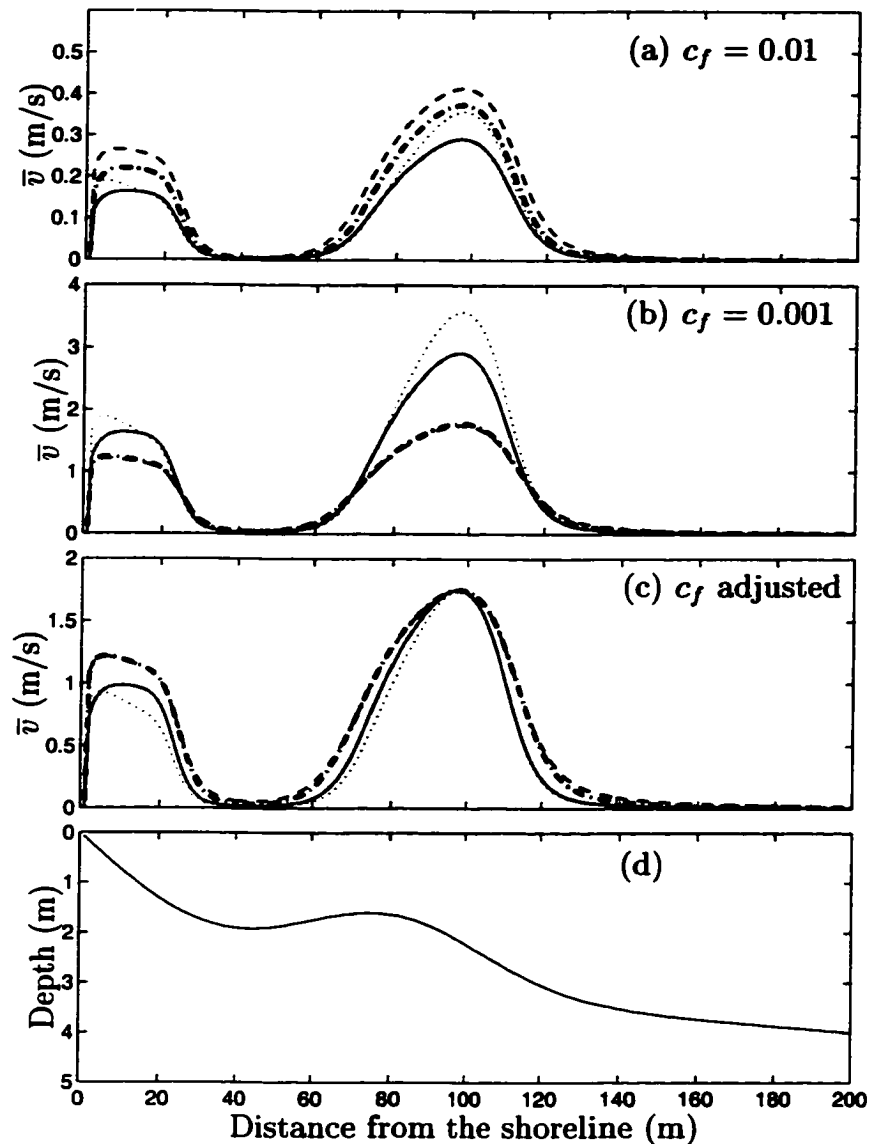 (a) c_f = 0.01
0.6
0.5
0.4
0.3
0.2
0.1
0
v̅ (m/s)
(b) c_f = 0.001
4
3
2
1
0
v̅ (m/s)
(c) c_f adjusted
2
1.5
1
0.5
0
v̅ (m/s)
(d)
0
1
2
3
4
5
Depth (m)
0 20 40 60 80 100 120 140 160 180 200
Distance from the shoreline (m)